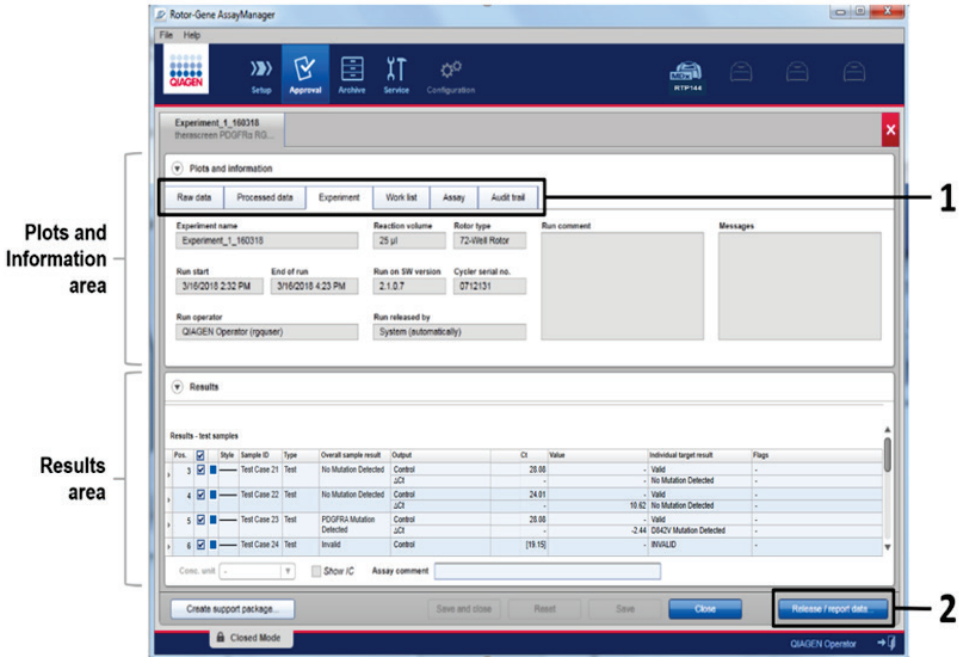 Rotor-Gene AssayManager
File Help
QIAGEN
Setup Approval Archive Service Configuration
MDx
RTP144
Experiment_1_160318
therascreen PDGFRα RG...
Plots and information
Raw data Processed data Experiment Work list Assay Audit trail
1
Plots and
Information
area
Experiment name Reaction volume Rotor type Run comment Messages
Experiment_1_160318 25 µl 72-Well Rotor
Run start End of run Run on SW version Cycler serial no.
3/16/2018 2:32 PM 3/16/2018 4:23 PM 2.1.0.7 0712131
Run operator Run released by
QIAGEN Operator (rgquser) System (automatically)
Results
area
Results
Results - test samples
Pos. Style Sample ID Type Overall sample result Output Ct Value Individual target result Flags
3 Test Case 21 Test No Mutation Detected Control 28.08 - Valid -
ΔCt - - No Mutation Detected -
4 Test Case 22 Test No Mutation Detected Control 24.01 - Valid -
ΔCt 10.62 No Mutation Detected -
5 Test Case 23 Test PDGFRA Mutation Control 28.08 - Valid -
Detected ΔCt - -2.44 D842V Mutation Detected -
6 Test Case 24 Test Invalid Control [19.15] - INVALID -
Conc. unit - Show IC Assay comment
Create support package... Save and close Reset Save Close Release / report data...
2
Closed Mode
QIAGEN Operator